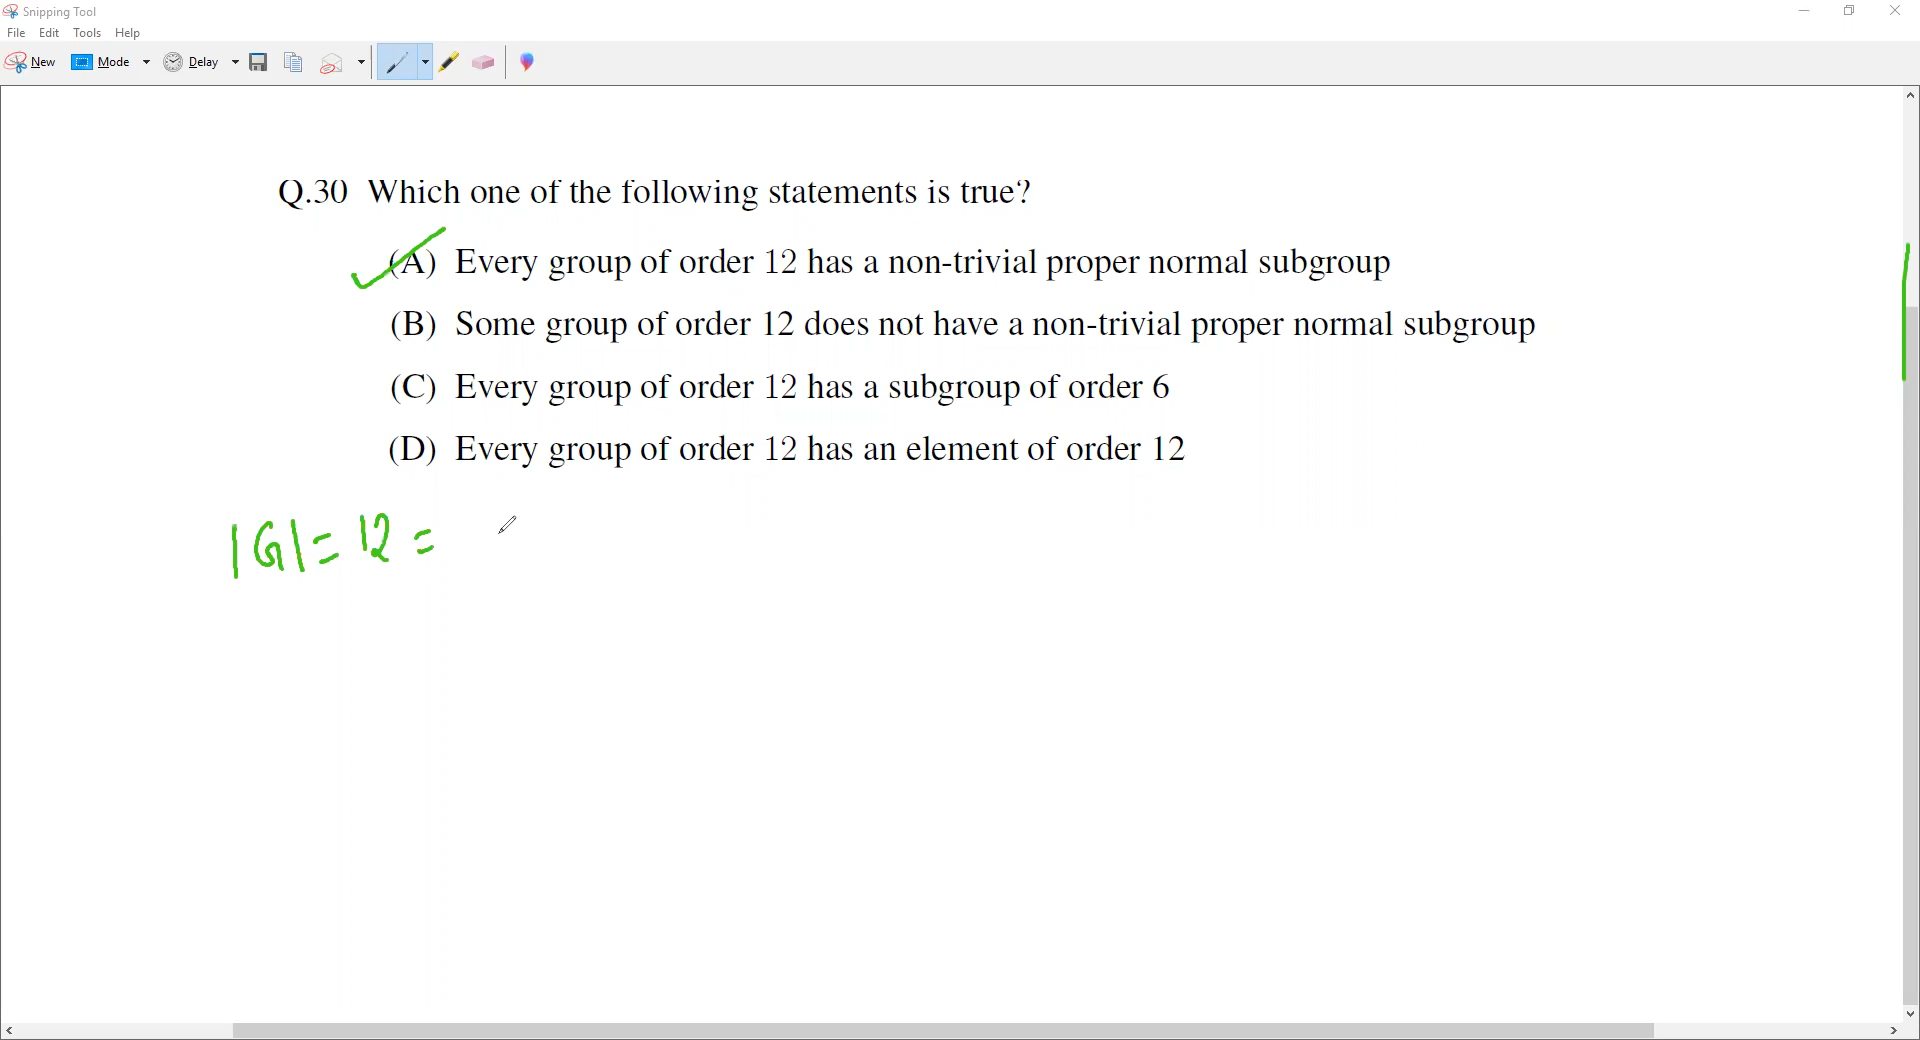 Snipping Tool
File Edit Tools Help
New Mode Delay
Q.30 Which one of the following statements is true?
(A) Every group of order 12 has a non-trivial proper normal subgroup
(B) Some group of order 12 does not have a non-trivial proper normal subgroup
(C) Every group of order 12 has a subgroup of order 6
(D) Every group of order 12 has an element of order 12
|G| = 12 =